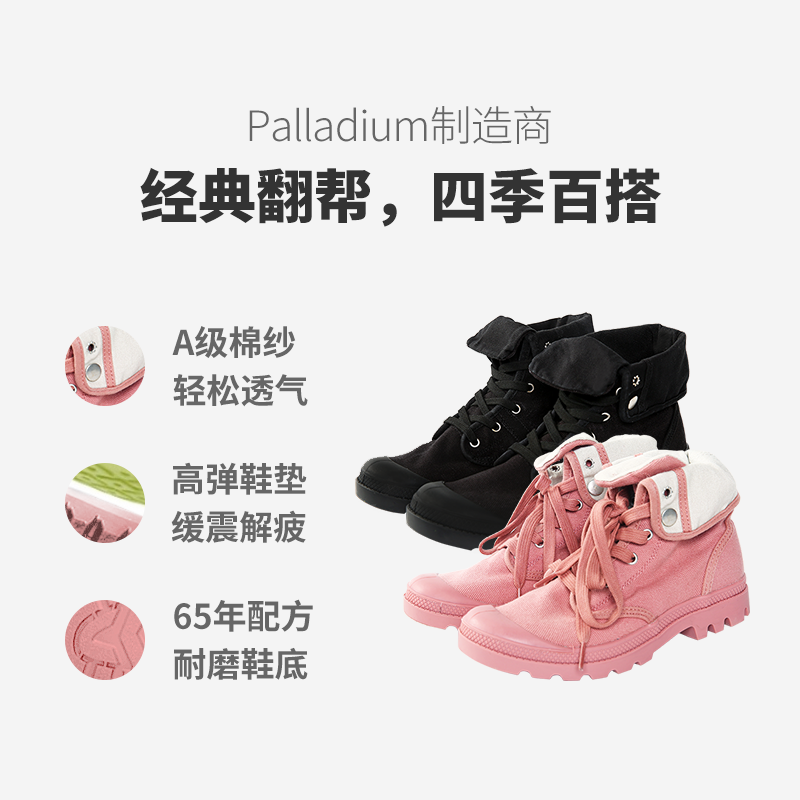 Palladium制造商
经典翻帮，四季百搭
A级棉纱
轻松透气
高弹鞋垫
缓震解疲
65年配方
耐磨鞋底